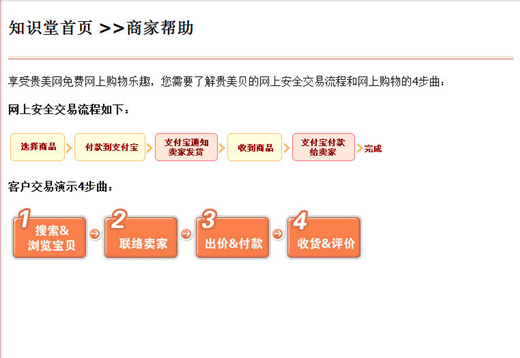 知识堂首页 >>商家帮助
享受贵美网免费网上购物乐趣，您需要了解贵美贝的网上安全交易流程和网上购物的4步曲：
网上安全交易流程如下：
选择商品
付款到支付宝
支付宝通知
卖家发货
收到商品
支付宝付款
给卖家
完成
客户交易演示4步曲：
1
搜索&
浏览宝贝
2
联络卖家
3
出价&付款
4
收货&评价